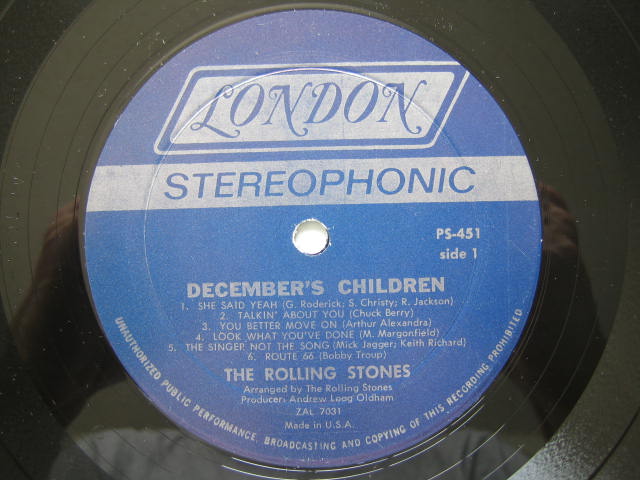 LONDON
STEREOPHONIC
PS-451
side 1
DECEMBER'S CHILDREN
1. SHE SAID YEAH (G. Roderick; S. Christy; R. Jackson)
2. TALKIN' ABOUT YOU (Chuck Berry)
3. YOU BETTER MOVE ON (Arthur Alexandra)
4. LOOK WHAT YOU'VE DONE (M. Margonfield)
5. THE SINGER NOT THE SONG (Mick Jagger; Keith Richard)
6. ROUTE 66 (Bobby Troup)
THE ROLLING STONES
Arranged by The Rolling Stones
Producer: Andrew Loog Oldham
ZAL 7031
Made in U.S.A.
UNAUTHORIZED PUBLIC PERFORMANCE, BROADCASTING AND COPYING OF THIS RECORDING PROHIBITED